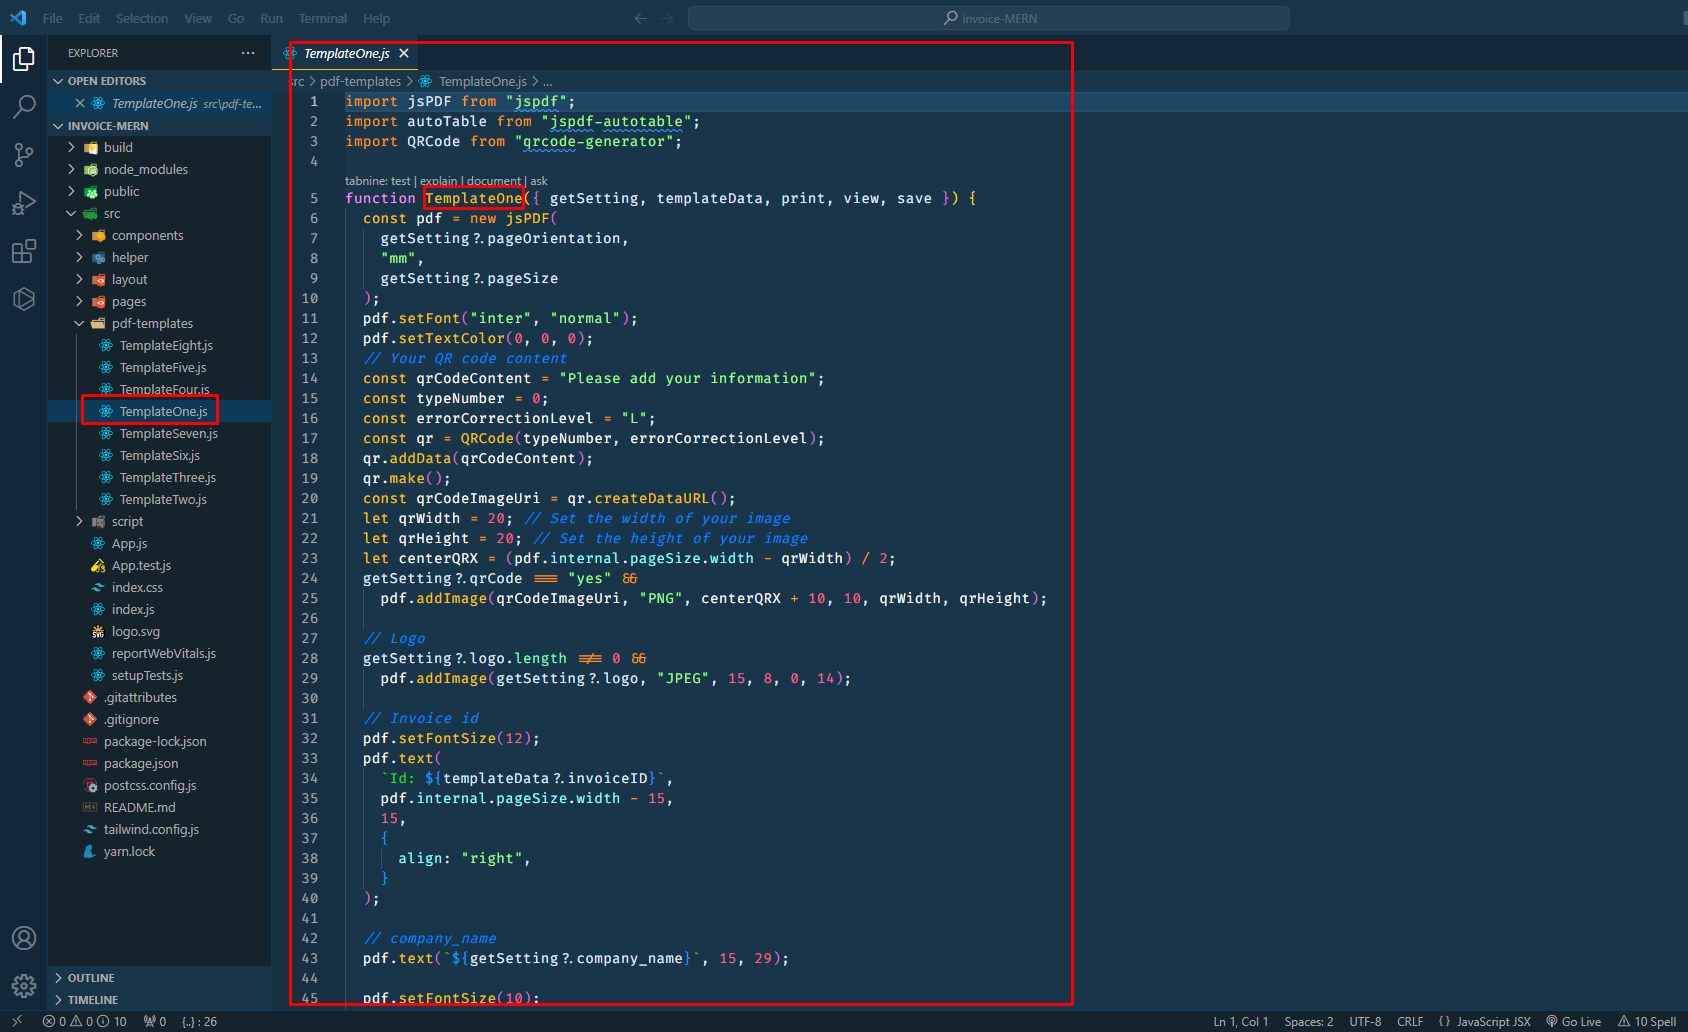 File Edit Selection View Go Run Terminal Help
invoice-MERN
EXPLORER
OPEN EDITORS
TemplateOne.js src\pdf-te...
INVOICE-MERN
build
node_modules
public
src
components
helper
layout
pages
pdf-templates
TemplateEight.js
TemplateFive.js
TemplateFour.js
TemplateOne.js
TemplateSeven.js
TemplateSix.js
TemplateThree.js
TemplateTwo.js
script
App.js
App.test.js
index.css
index.js
logo.svg
reportWebVitals.js
setupTests.js
.gitattributes
.gitignore
package-lock.json
package.json
postcss.config.js
README.md
tailwind.config.js
yarn.lock
OUTLINE
TIMELINE
TemplateOne.js
src > pdf-templates > TemplateOne.js > ...
1 import jsPDF from "jspdf";
2 import autoTable from "jspdf-autotable";
3 import QRCode from "qrcode-generator";
4
tabnine: test | explain | document | ask
5 function TemplateOne({ getSetting, templateData, print, view, save }) {
6 const pdf = new jsPDF(
7 getSetting?.pageOrientation,
8 "mm",
9 getSetting?.pageSize
10 );
11 pdf.setFont("inter", "normal");
12 pdf.setTextColor(0, 0, 0);
13 // Your QR code content
14 const qrCodeContent = "Please add your information";
15 const typeNumber = 0;
16 const errorCorrectionLevel = "L";
17 const qr = QRCode(typeNumber, errorCorrectionLevel);
18 qr.addData(qrCodeContent);
19 qr.make();
20 const qrCodeImageUri = qr.createDataURL();
21 let qrWidth = 20; // Set the width of your image
22 let qrHeight = 20; // Set the height of your image
23 let centerQRX = (pdf.internal.pageSize.width - qrWidth) / 2;
24 getSetting?.qrCode === "yes" &&
25 pdf.addImage(qrCodeImageUri, "PNG", centerQRX + 10, 10, qrWidth, qrHeight);
26
27 // Logo
28 getSetting?.logo.length !== 0 &&
29 pdf.addImage(getSetting?.logo, "JPEG", 15, 8, 0, 14);
30
31 // Invoice id
32 pdf.setFontSize(12);
33 pdf.text(
34 `Id: ${templateData?.invoiceID}`,
35 pdf.internal.pageSize.width - 15,
36 15,
37 {
38 align: "right",
39 }
40 );
41
42 // company_name
43 pdf.text(`${getSetting?.company_name}`, 15, 29);
44
45 pdf.setFontSize(10);
0 0 10 0 {..} : 26 Ln 1, Col 1 Spaces: 2 UTF-8 CRLF {} JavaScript JSX Go Live 10 Spell